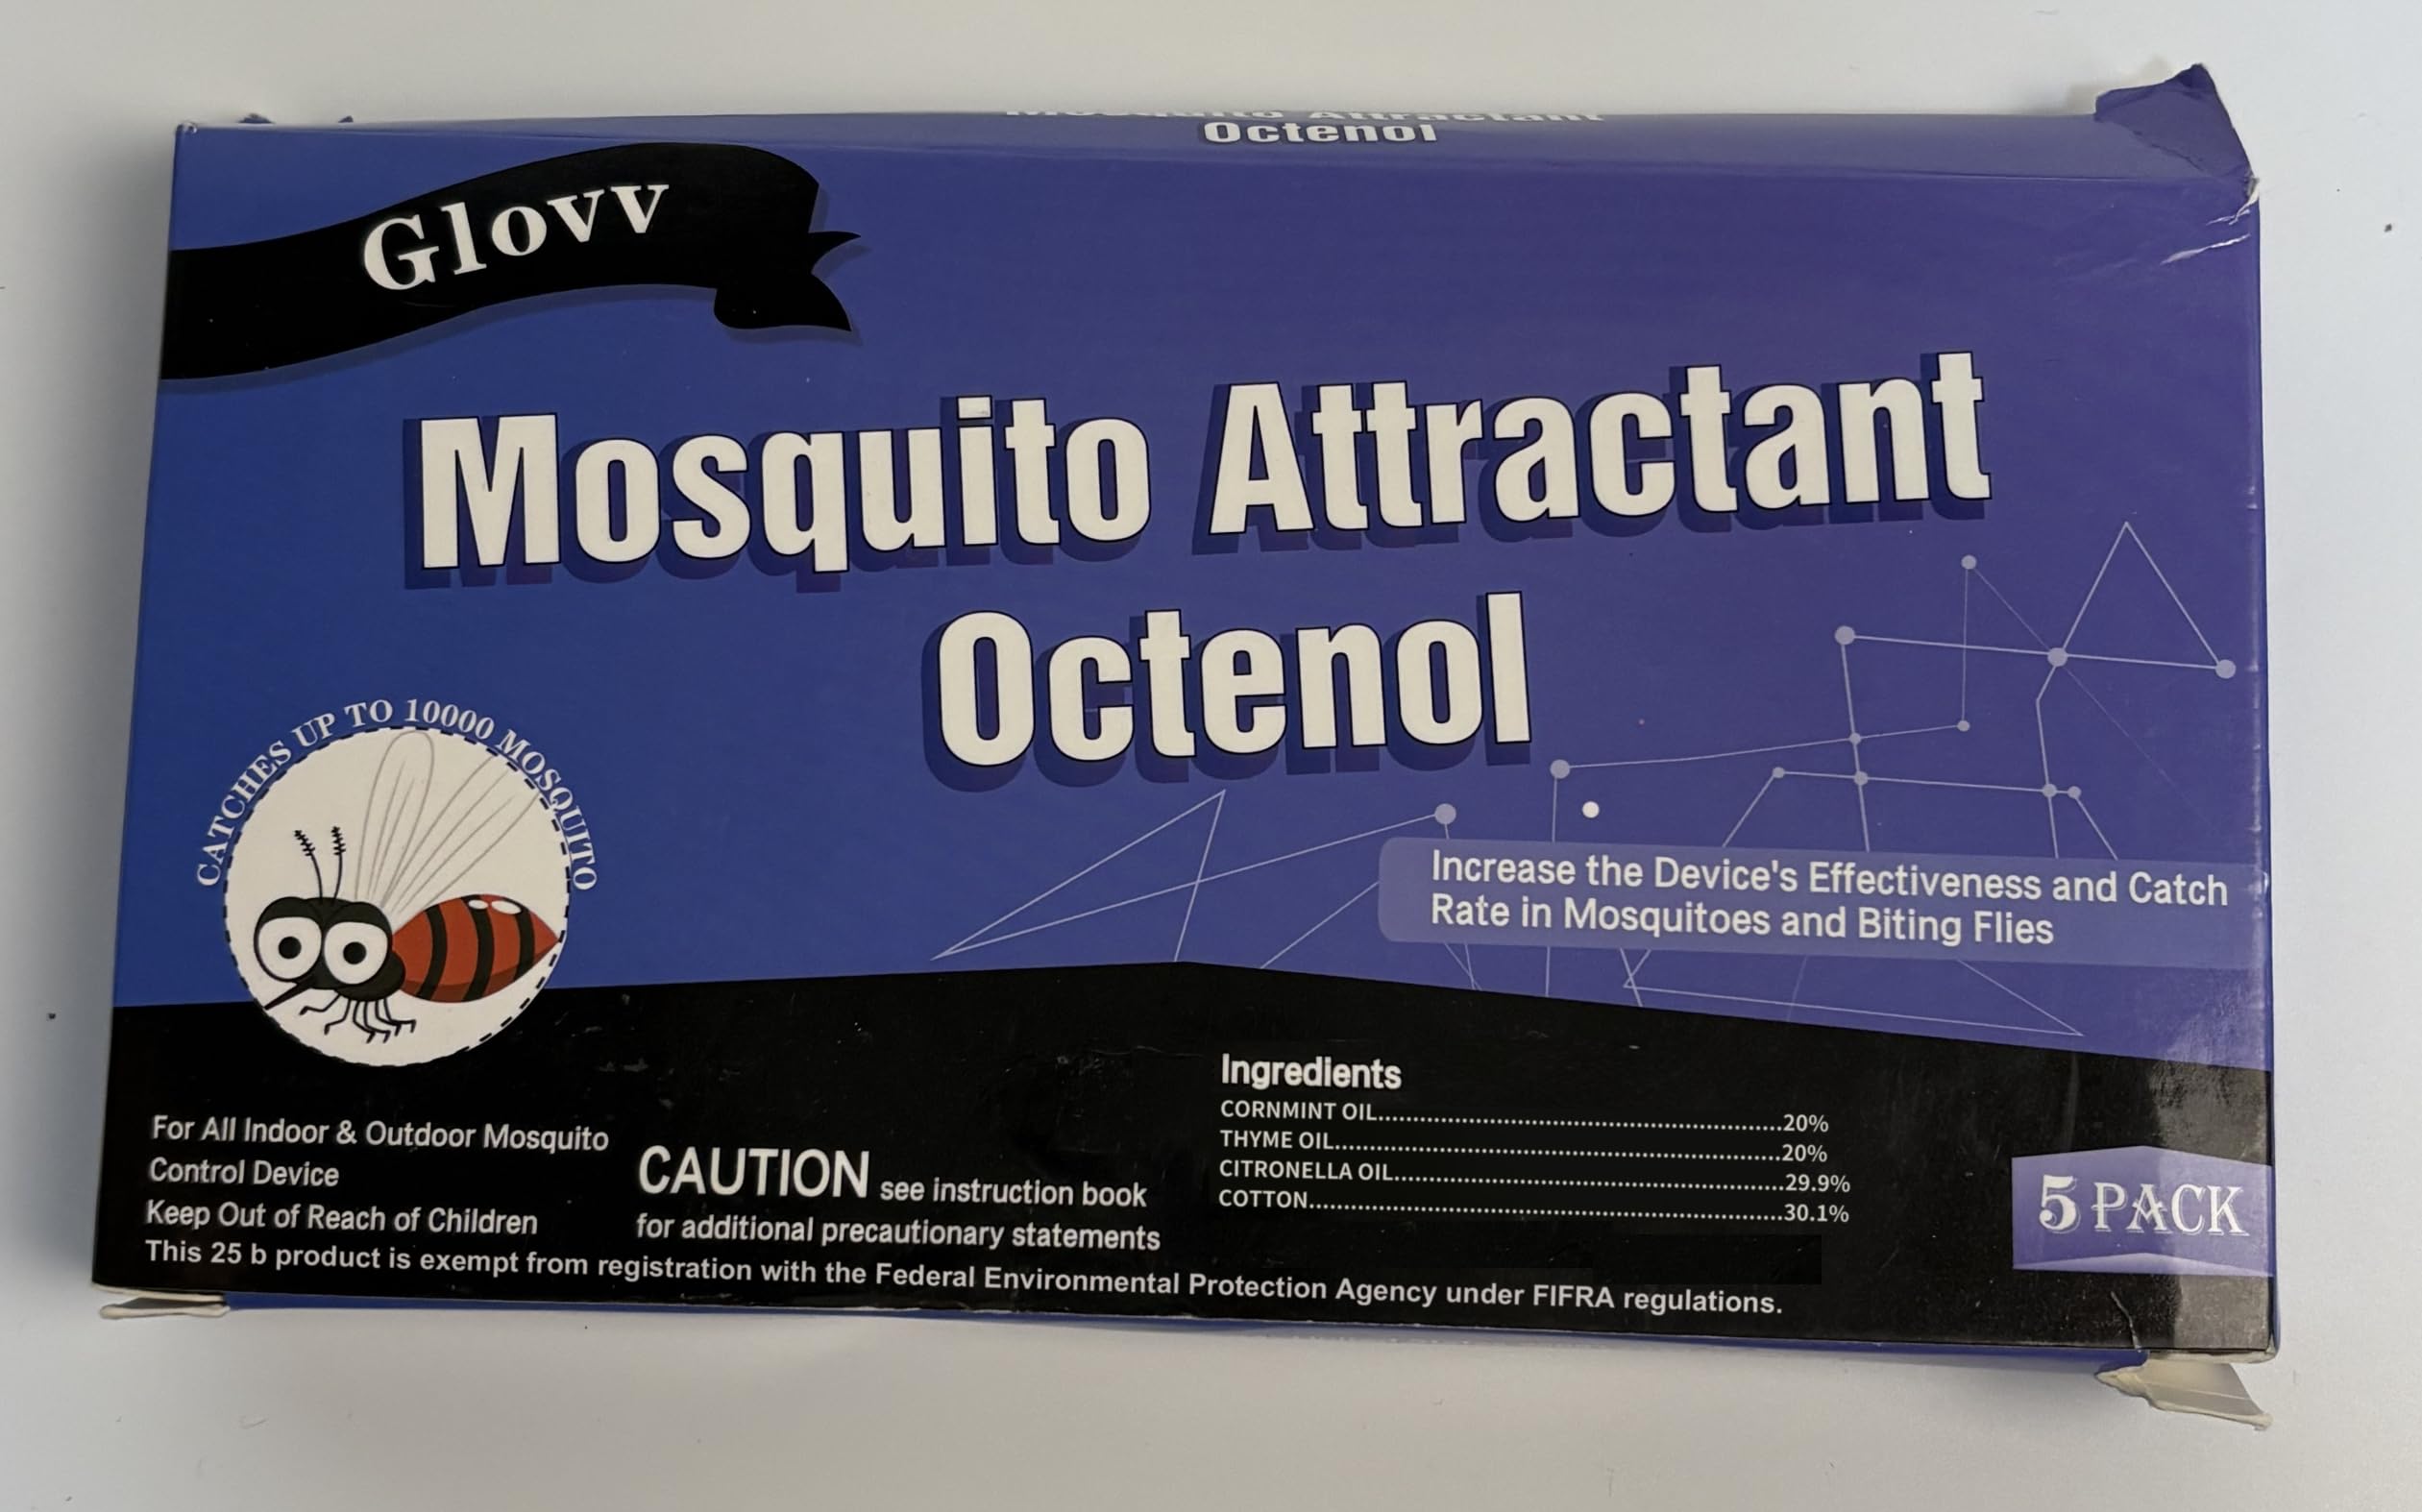 Mosquito Attractant
Octenol
Glovv
Mosquito Attractant
Octenol
CATCHES UP TO 10000 MOSQUITO
Increase the Device's Effectiveness and Catch
Rate in Mosquitoes and Biting Flies
For All Indoor & Outdoor Mosquito
Control Device
Keep Out of Reach of Children
CAUTION see instruction book
for additional precautionary statements
Ingredients
CORNMINT OIL....................20%
THYME OIL....................20%
CITRONELLA OIL....................29.9%
COTTON....................30.1%
5 PACK
This 25 b product is exempt from registration with the Federal Environmental Protection Agency under FIFRA regulations.